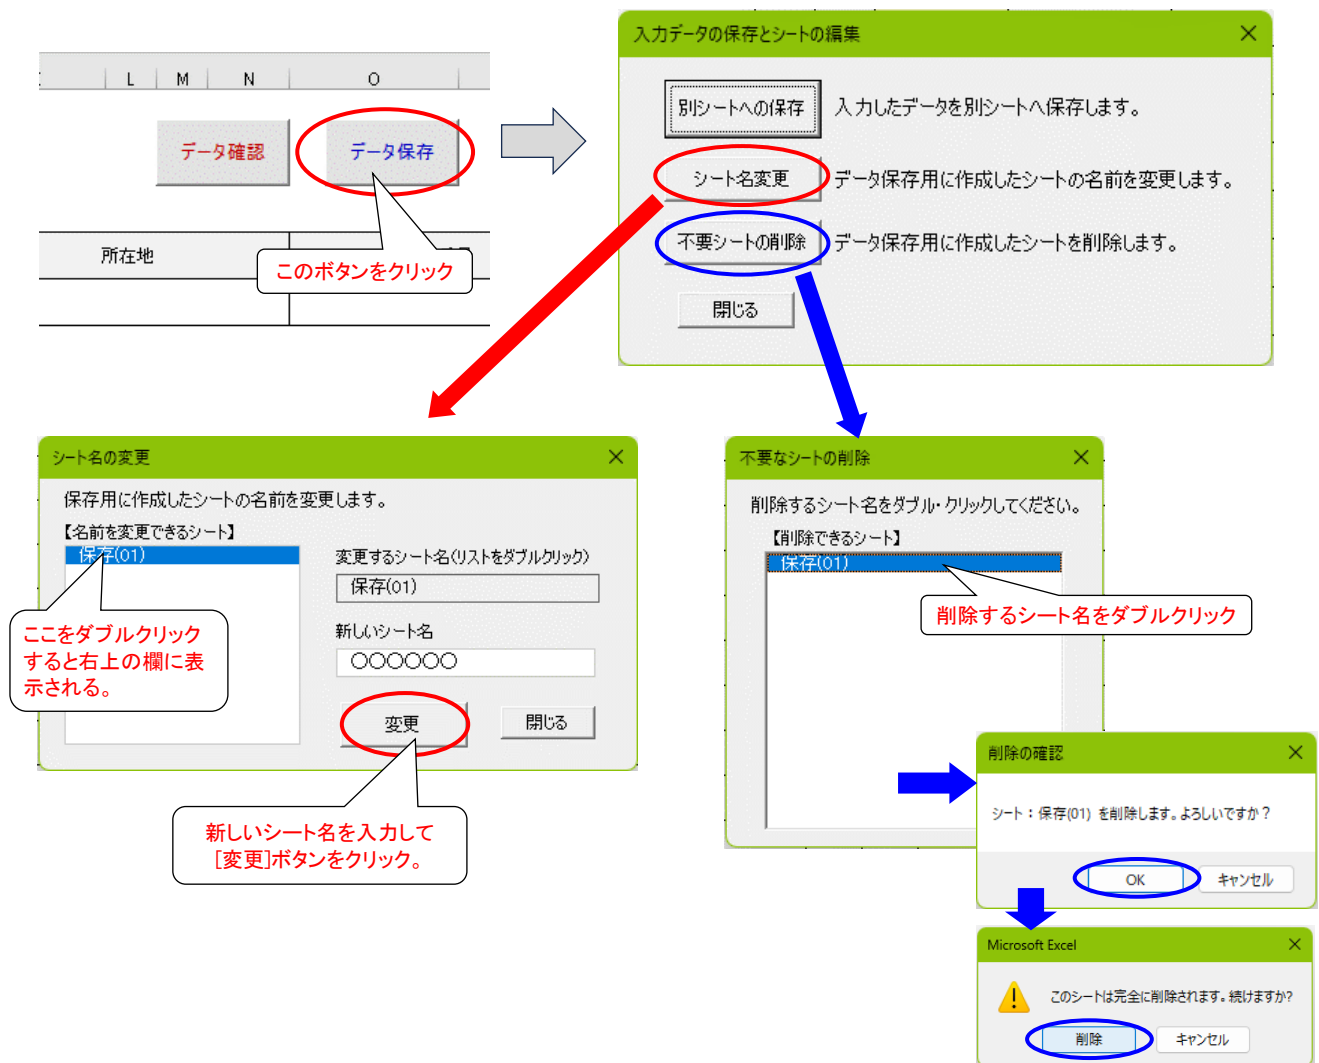 L M N O
データ確認
データ保存
所在地
このボタンをクリック
入力データの保存とシートの編集
別シートへの保存
入力したデータを別シートへ保存します。
シート名変更
データ保存用に作成したシートの名前を変更します。
不要シートの削除
データ保存用に作成したシートを削除します。
閉じる
シート名の変更
保存用に作成したシートの名前を変更します。
【名前を変更できるシート】
保存(01)
変更するシート名(リストをダブルクリック)
保存(01)
ここをダブルクリック
すると右上の欄に表
示される。
新しいシート名
○○○○○○
変更
閉じる
新しいシート名を入力して
[変更]ボタンをクリック。
不要なシートの削除
削除するシート名をダブル・クリックしてください。
【削除できるシート】
保存(01)
削除するシート名をダブルクリック
削除の確認
シート：保存(01) を削除します。よろしいですか？
OK
キャンセル
Microsoft Excel
このシートは完全に削除されます。続けますか?
削除
キャンセル